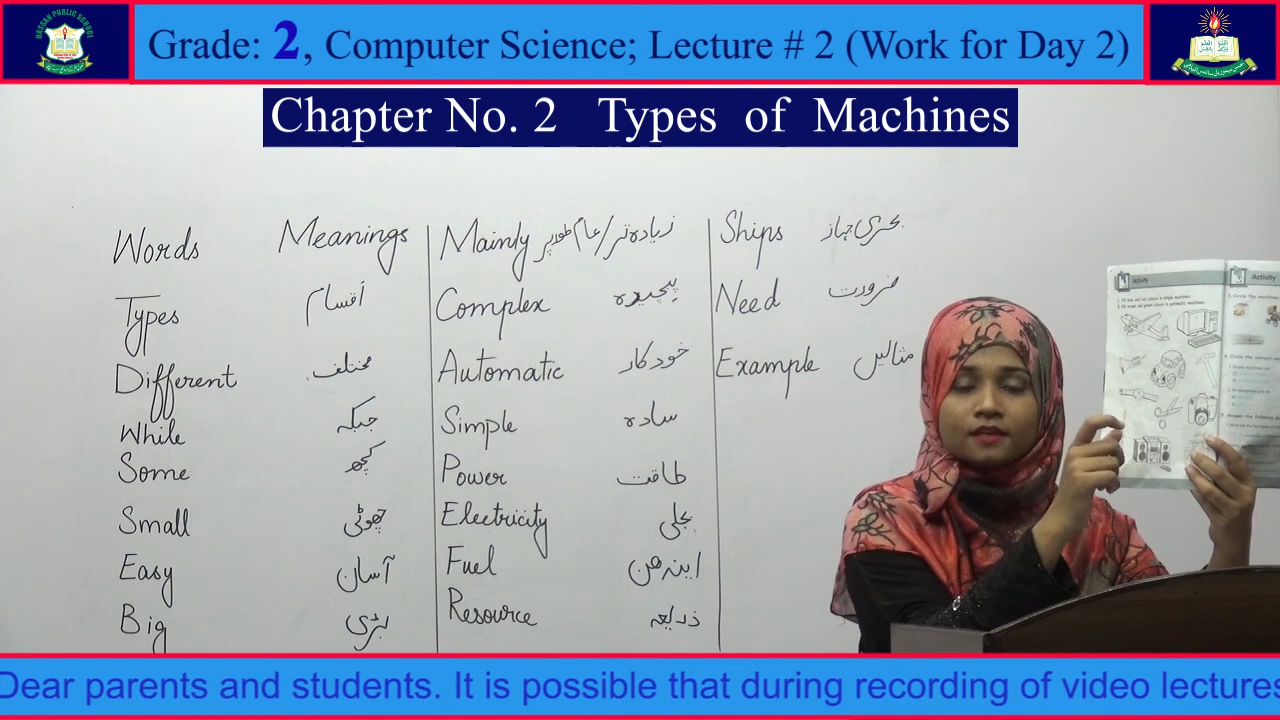 HASSAN PUBLIC SCHOOL
Grade: 2, Computer Science; Lecture # 2 (Work for Day 2)
Chapter No. 2 Types of Machines
Words Meanings
Types اقسام
Different مختلف
While جبکہ
Some کچھ
Small چھوٹی
Easy آسان
Big بڑی
Mainly زیادہ تر/عام طور پر
Complex پیچیدہ
Automatic خودکار
Simple سادہ
Power طاقت
Electricity بجلی
Fuel ایندھن
Resource ذریعہ
Ships بحری جہاز
Need ضرورت
Example مثالیں
Activity
Activity
Dear parents and students. It is possible that during recording of video lectures